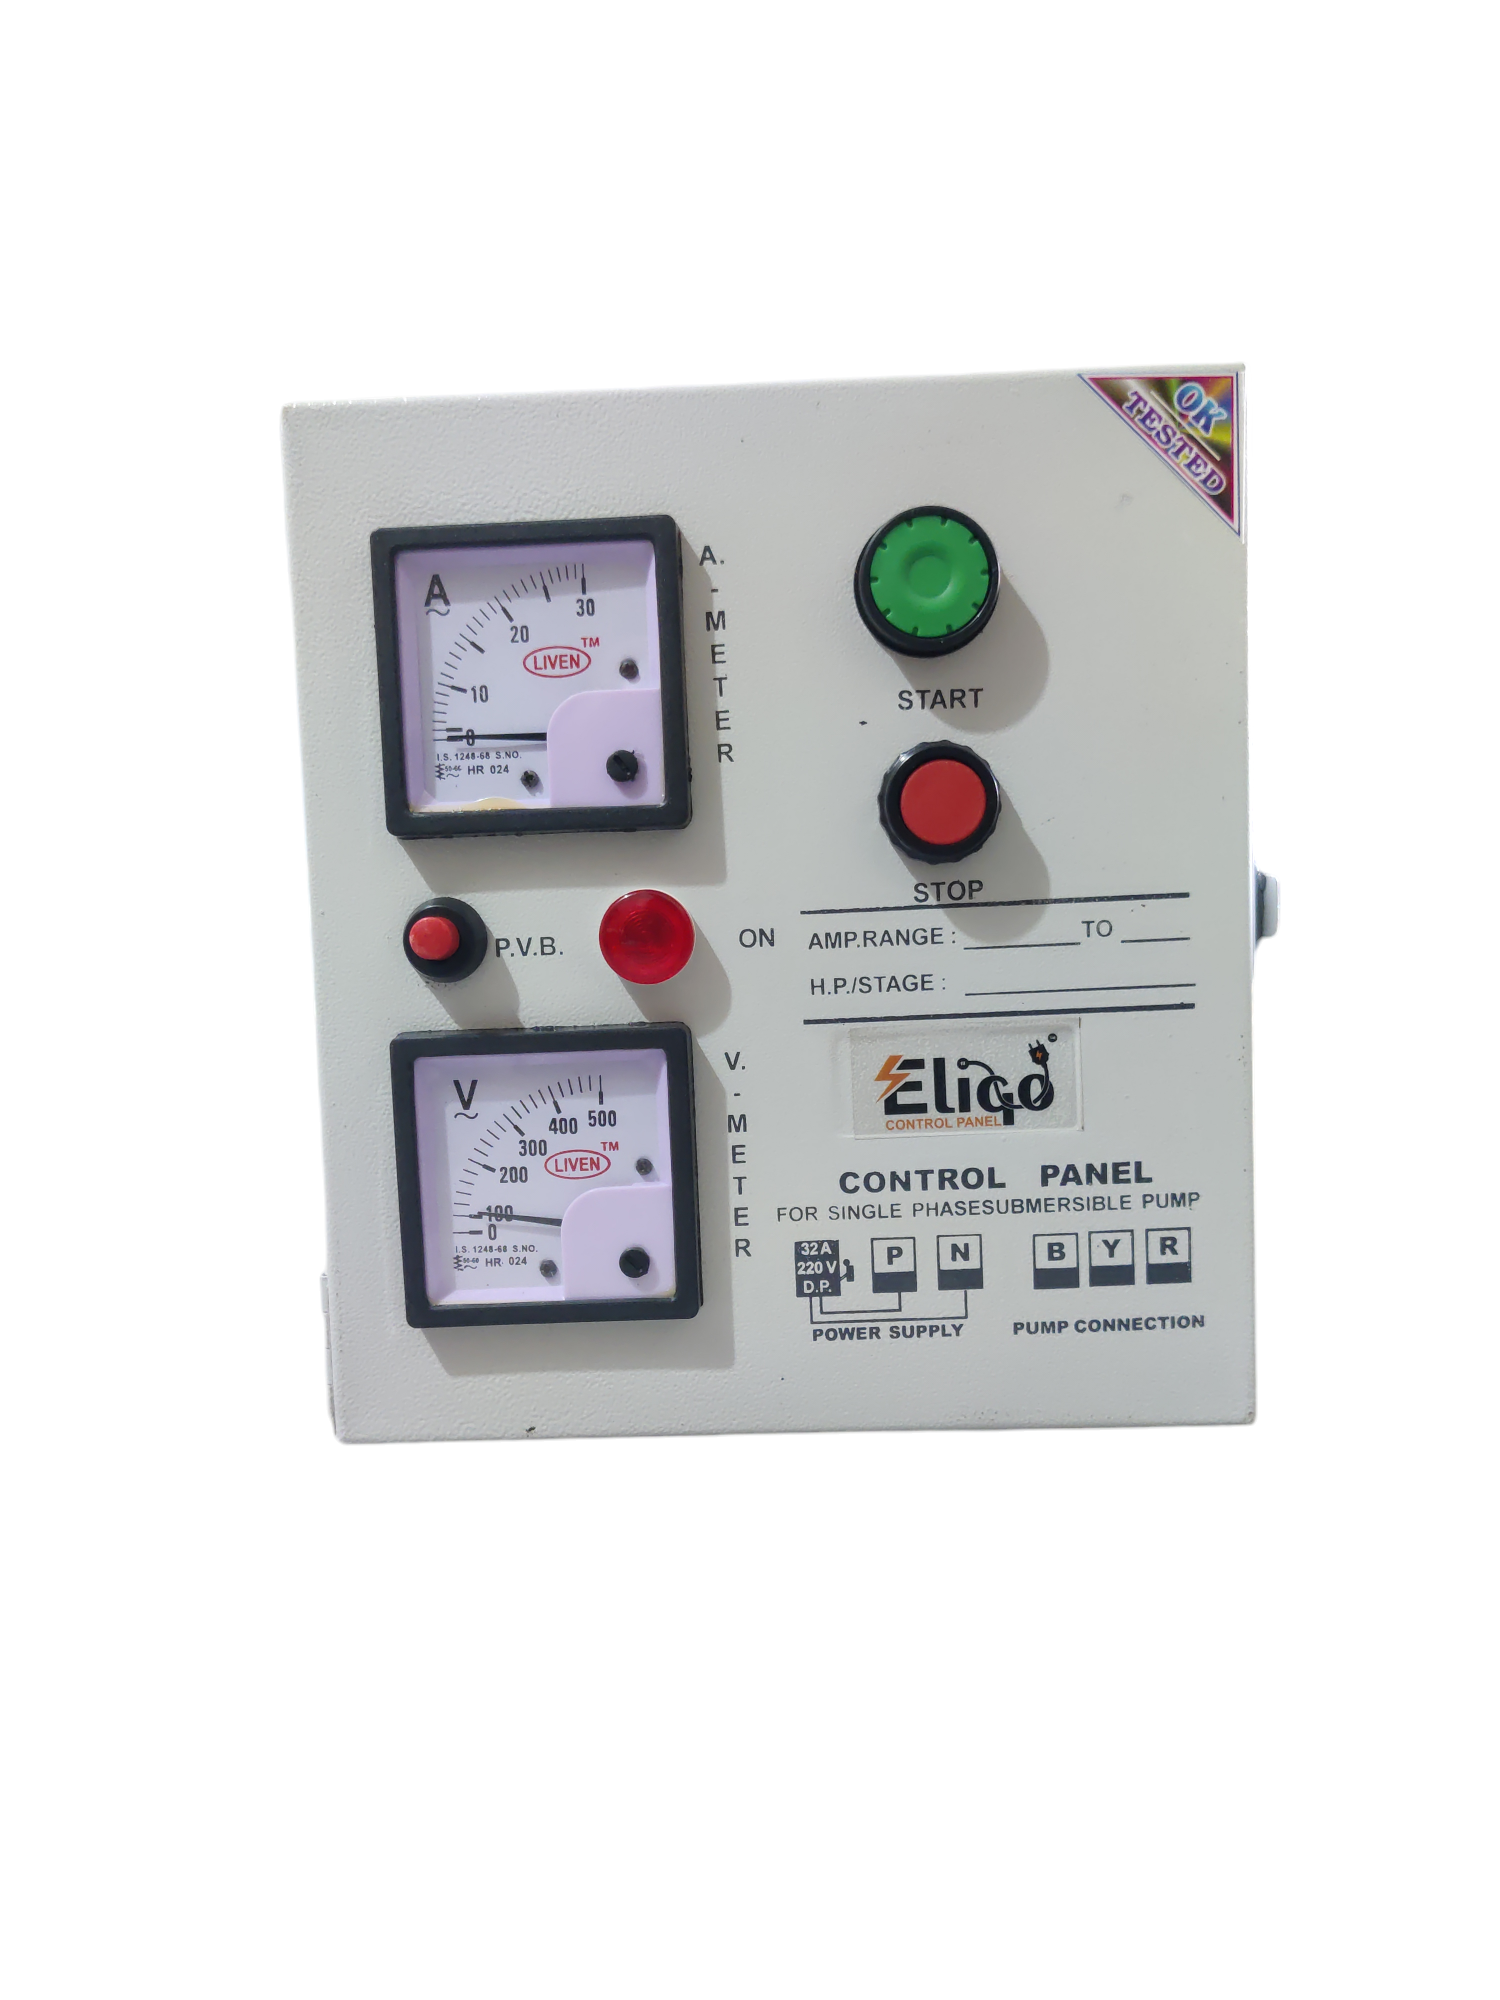 OK
TESTED
A
30
20
10
0
LIVEN TM
I.S. 1248-68 S.NO.
HR 024
A.-METER
START
STOP
P.V.B.
ON
AMP.RANGE : TO
H.P./STAGE :
V
500
400
300
200
100
0
LIVEN TM
I.S. 1248-68 S.NO.
HR 024
V.-METER
Eliqo
CONTROL PANEL
CONTROL PANEL
FOR SINGLE PHASESUBMERSIBLE PUMP
32A
220 V
D.P.
P N B Y R
POWER SUPPLY
PUMP CONNECTION